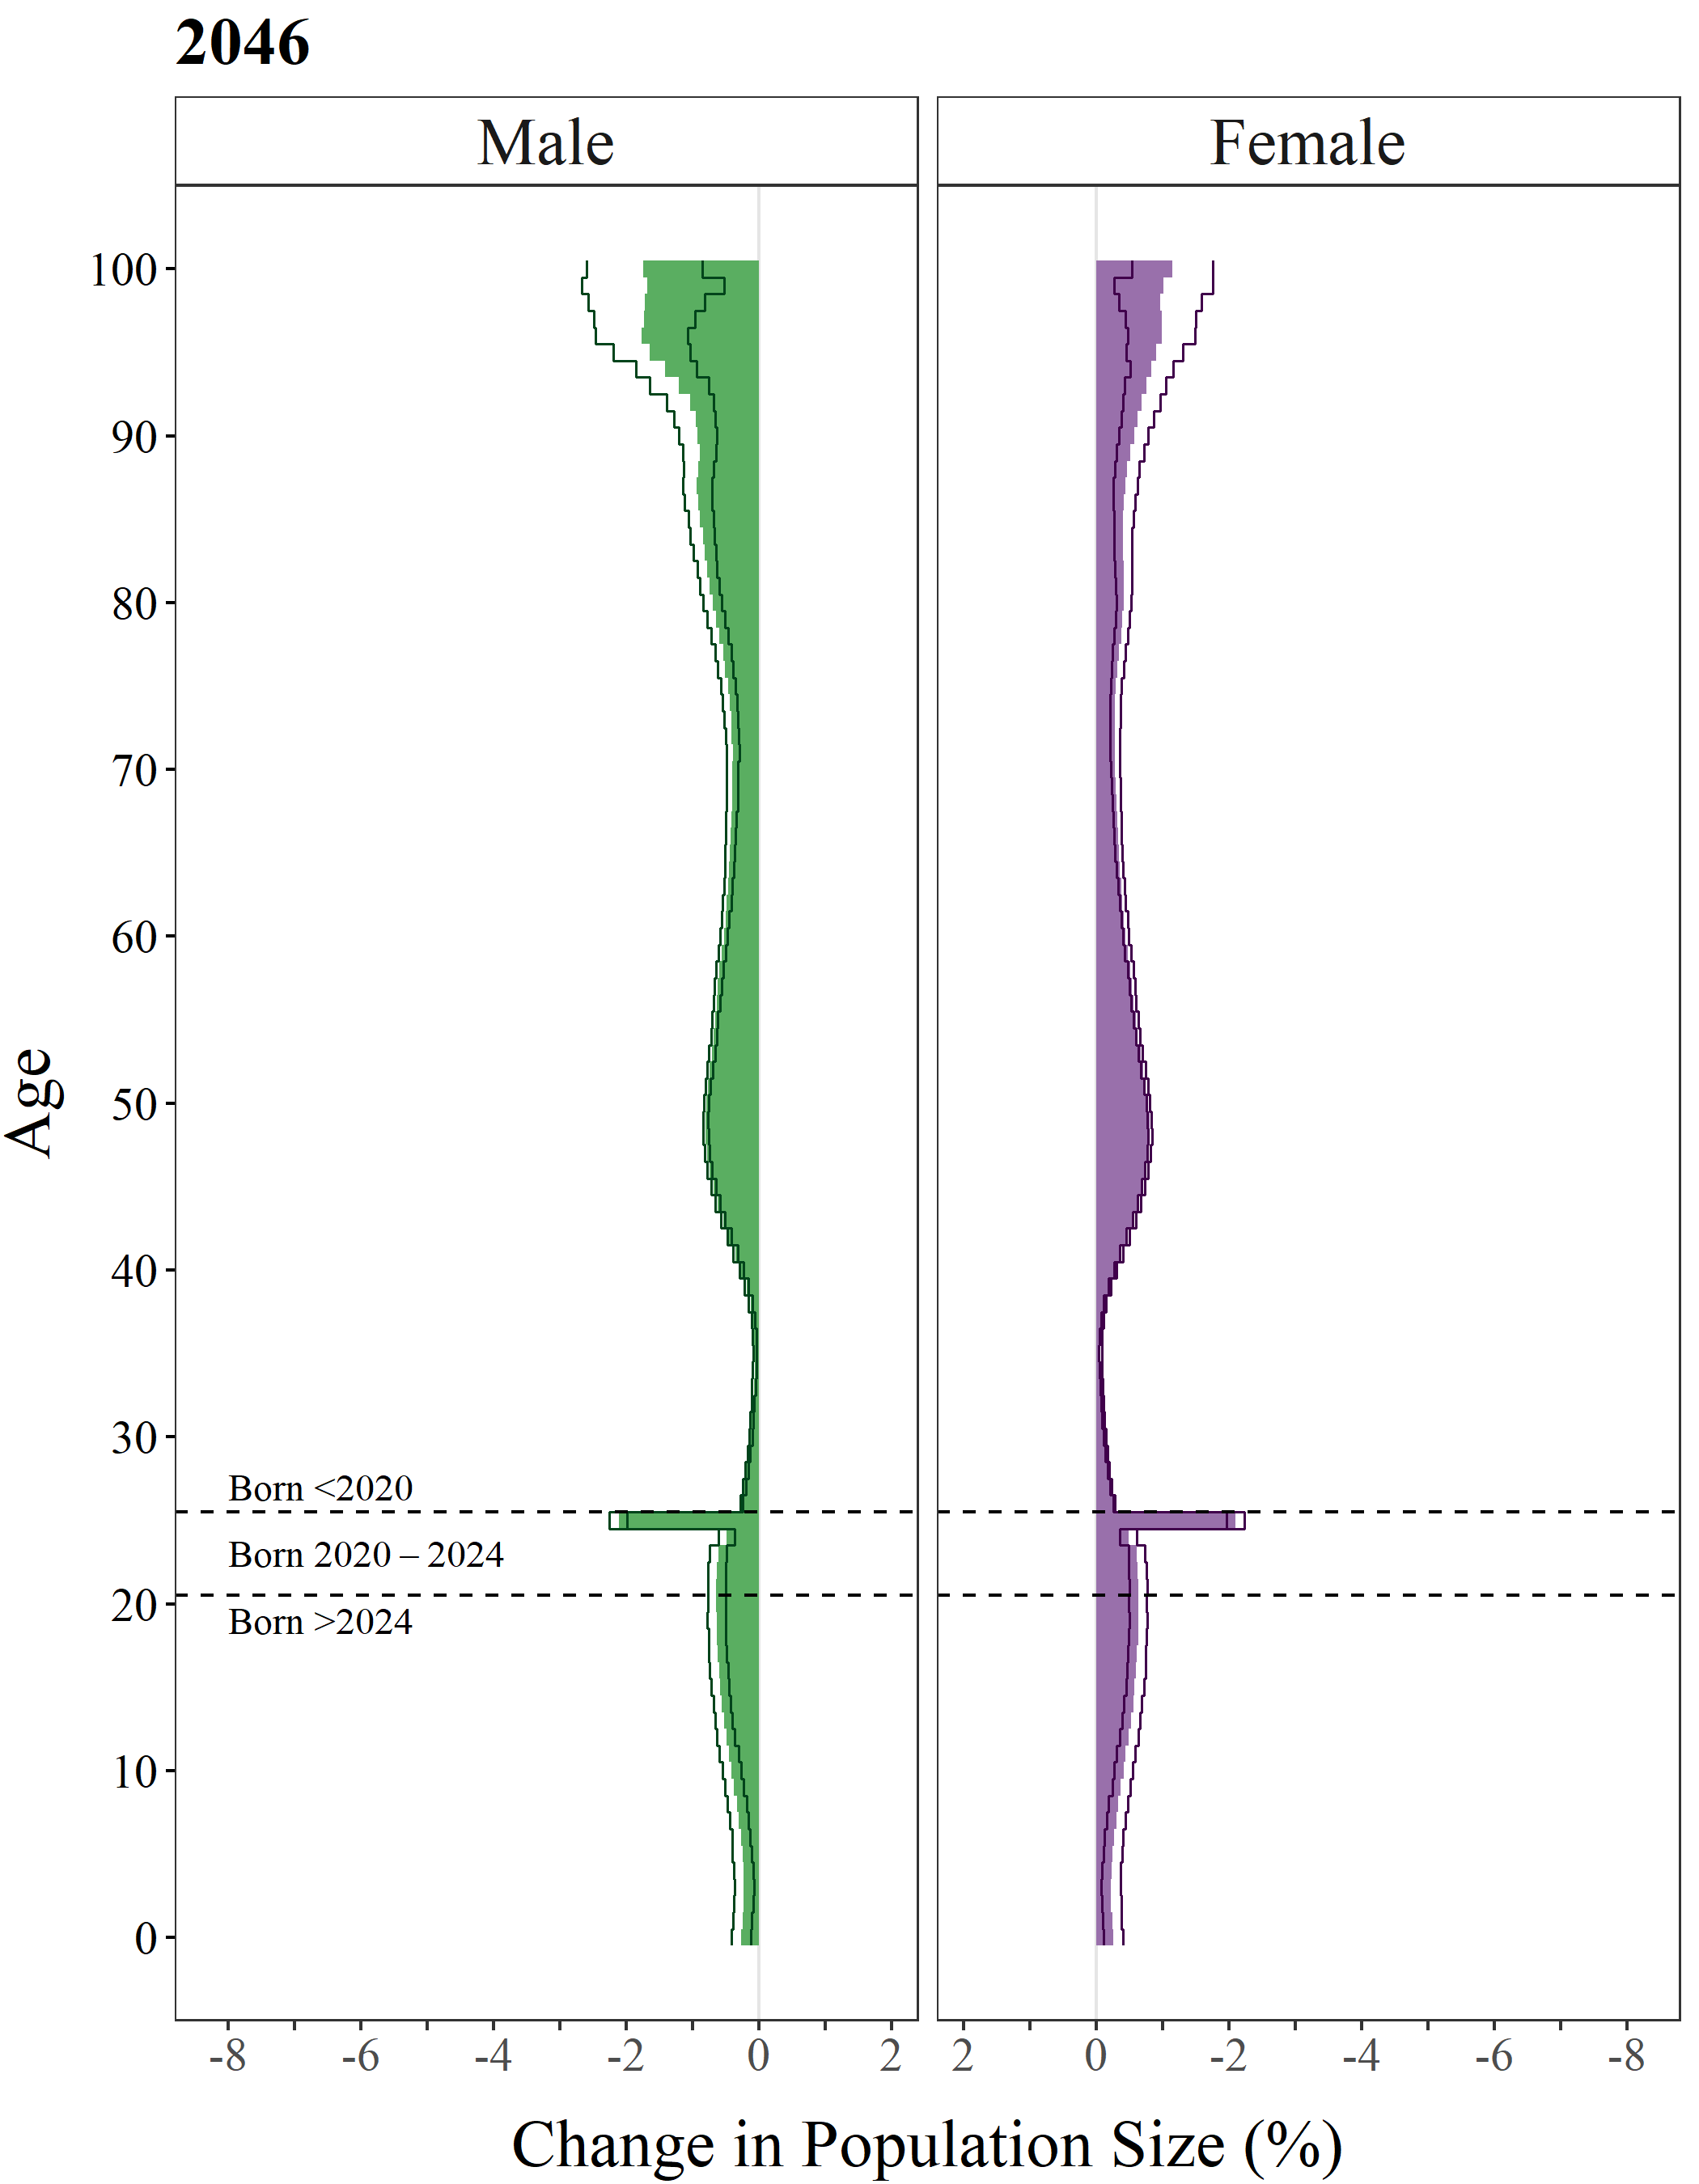 2046
Male
Female
100
90
80
70
60
50
40
30
20
10
0
Age
Born <2020
Born 2020 – 2024
Born >2024
-8 -6 -4 -2 0 2
2 0 -2 -4 -6 -8
Change in Population Size (%)